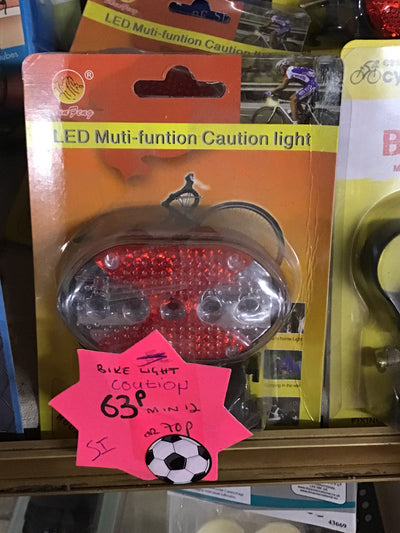 LED Muti-funtion Caution light
®
LED Muti-funtion Caution light
BIKE LIGHT
COUTION
63P MIN 12
OR 70P
SI
43669